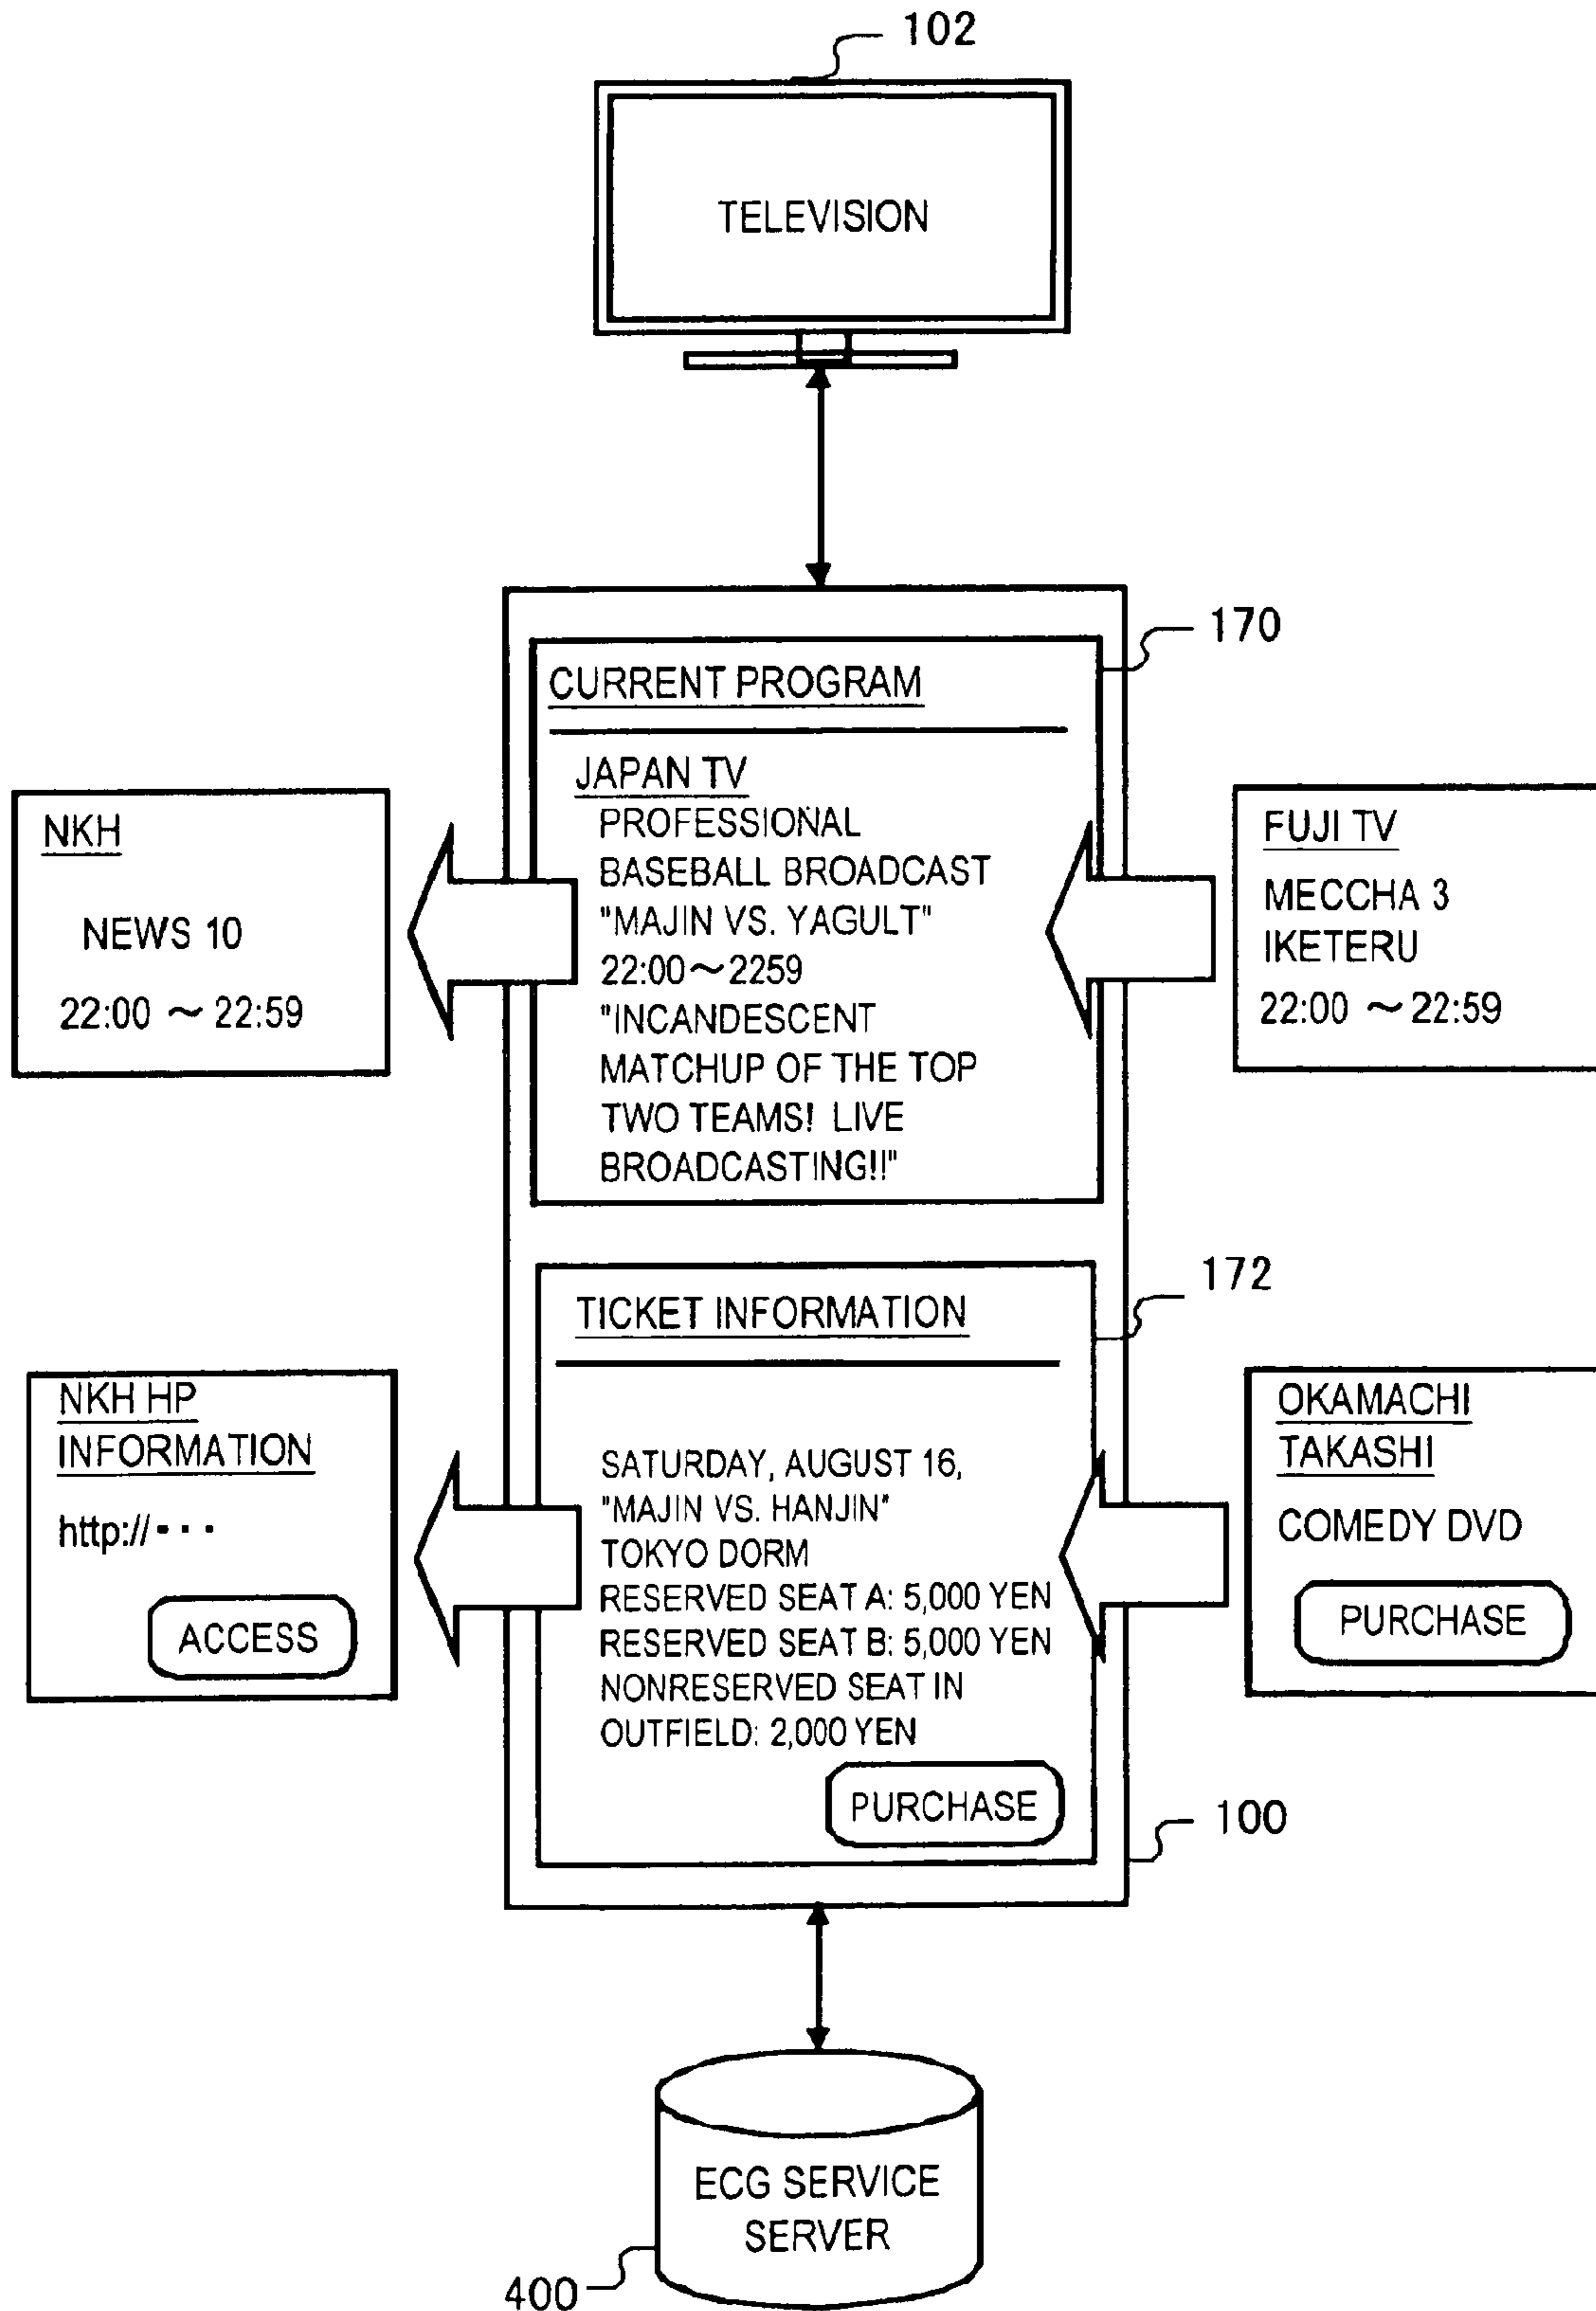 102
TELEVISION
170
CURRENT PROGRAM
JAPAN TV
PROFESSIONAL
BASEBALL BROADCAST
"MAJIN VS. YAGULT"
22:00～2259
"INCANDESCENT
MATCHUP OF THE TOP
TWO TEAMS! LIVE
BROADCASTING!!"
NKH
NEWS 10
22:00 ～22:59
FUJI TV
MECCHA 3
IKETERU
22:00 ～22:59
172
TICKET INFORMATION
SATURDAY, AUGUST 16,
"MAJIN VS. HANJIN"
TOKYO DORM
RESERVED SEAT A: 5,000 YEN
RESERVED SEAT B: 5,000 YEN
NONRESERVED SEAT IN
OUTFIELD: 2,000 YEN
PURCHASE
NKH HP
INFORMATION
http://･･･
ACCESS
OKAMACHI
TAKASHI
COMEDY DVD
PURCHASE
100
ECG SERVICE
SERVER
400